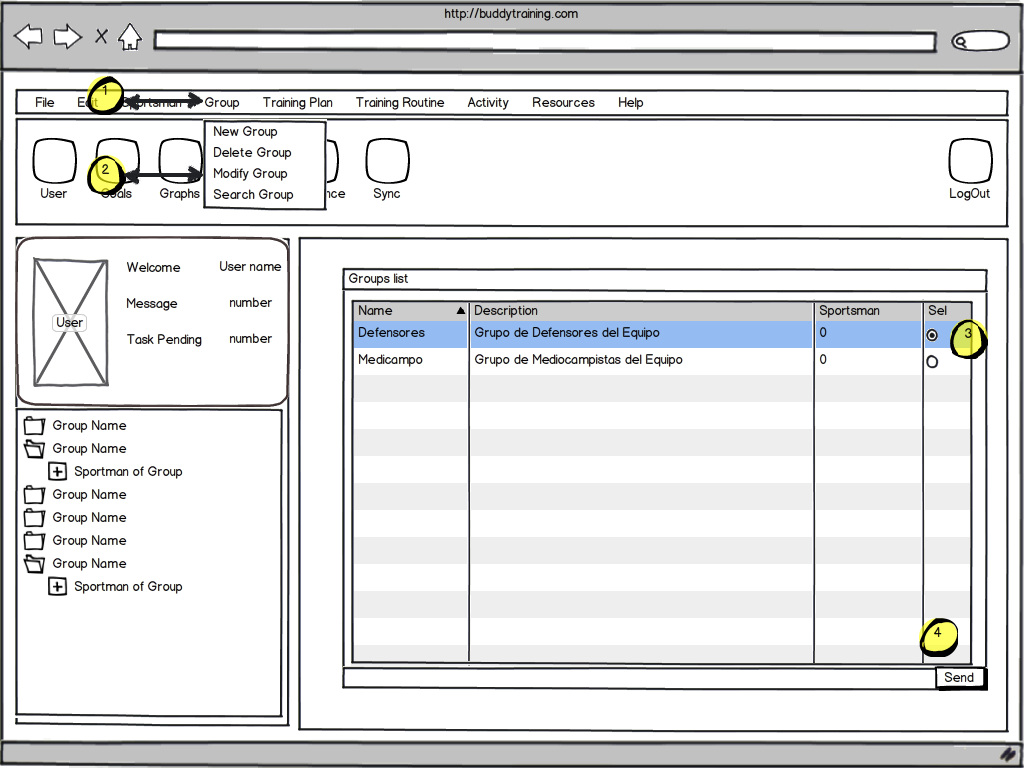 http://buddytraining.com
1
File Edit Sportsman Group Training Plan Training Routine Activity Resources Help
New Group
Delete Group
Modify Group
Search Group
2
User Goals Graphs nce Sync LogOut
Welcome User name
Message number
User
Task Pending number
Group Name
Group Name
Sportman of Group
Group Name
Group Name
Group Name
Group Name
Sportman of Group
Groups list
Name Description Sportsman Sel
Defensores Grupo de Defensores del Equipo 0
3
Medicampo Grupo de Mediocampistas del Equipo 0
4
Send